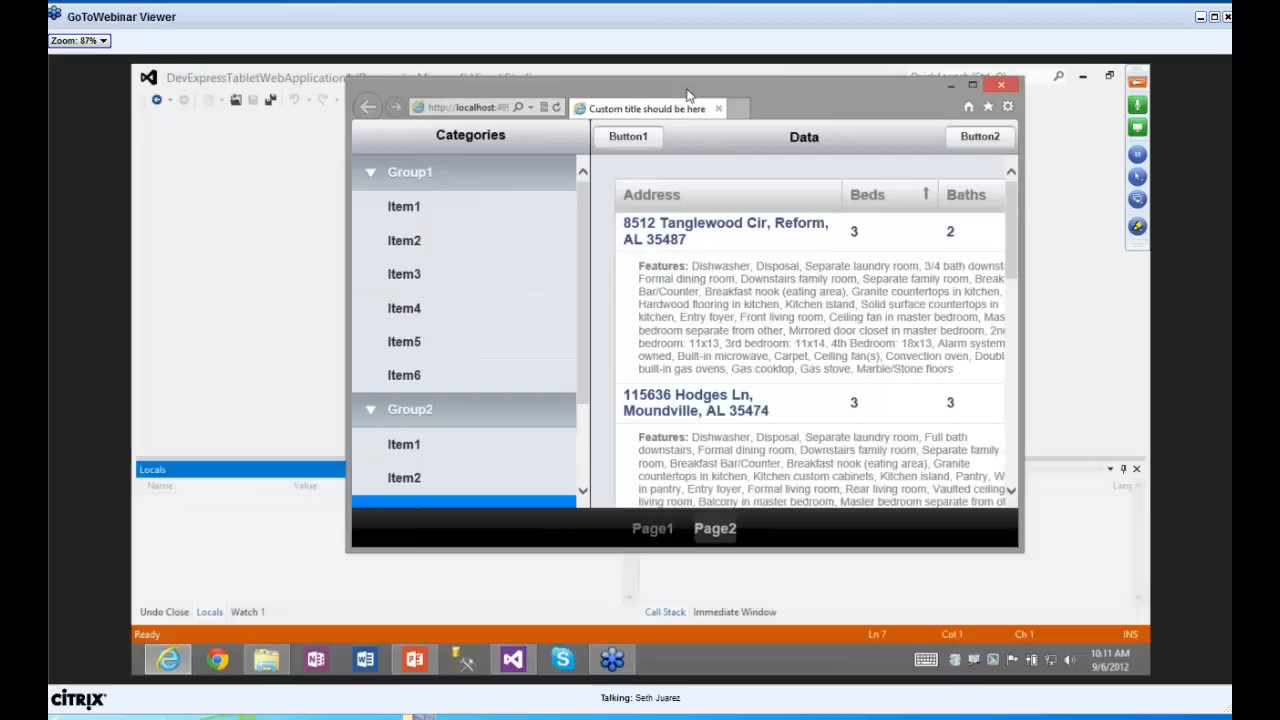 GoToWebinar Viewer
Zoom: 87%
DevExpressTabletWebApplication
http://localhost:49
Custom title should be here
Categories
Button1
Data
Button2
Group1
Item1
Item2
Item3
Item4
Item5
Item6
Group2
Item1
Item2
Address
Beds
Baths
8512 Tanglewood Cir, Reform,
AL 35487
3
2
Features: Dishwasher, Disposal, Separate laundry room, 3/4 bath downst
Formal dining room, Downstairs family room, Separate family room, Break
Bar/Counter, Breakfast nook (eating area), Granite countertops in kitchen,
Hardwood flooring in kitchen, Kitchen island, Solid surface countertops in
kitchen, Entry foyer, Front living room, Ceiling fan in master bedroom, Mas
bedroom separate from other, Mirrored door closet in master bedroom, 2nd
bedroom: 11x13, 3rd bedroom: 11x14, 4th Bedroom: 18x13, Alarm system
owned, Built-in microwave, Carpet, Ceiling fan(s), Convection oven, Doubl
built-in gas ovens, Gas cooktop, Gas stove, Marble/Stone floors
115636 Hodges Ln,
Moundville, AL 35474
3
3
Features: Dishwasher, Disposal, Separate laundry room, Full bath
downstairs, Formal dining room, Downstairs family room, Separate family
room, Breakfast Bar/Counter, Breakfast nook (eating area), Granite
countertops in kitchen, Kitchen custom cabinets, Kitchen island, Pantry, W
in pantry, Entry foyer, Formal living room, Rear living room, Vaulted ceiling
living room, Balcony in master bedroom, Master bedroom separate from o
Page1
Page2
Locals
Name
Value
Lang
Undo Close
Locals
Watch 1
Call Stack
Immediate Window
Ready
Ln 7
Col 1
Ch 1
INS
10:11 AM
9/6/2012
CITRIX
Talking: Seth Juarez